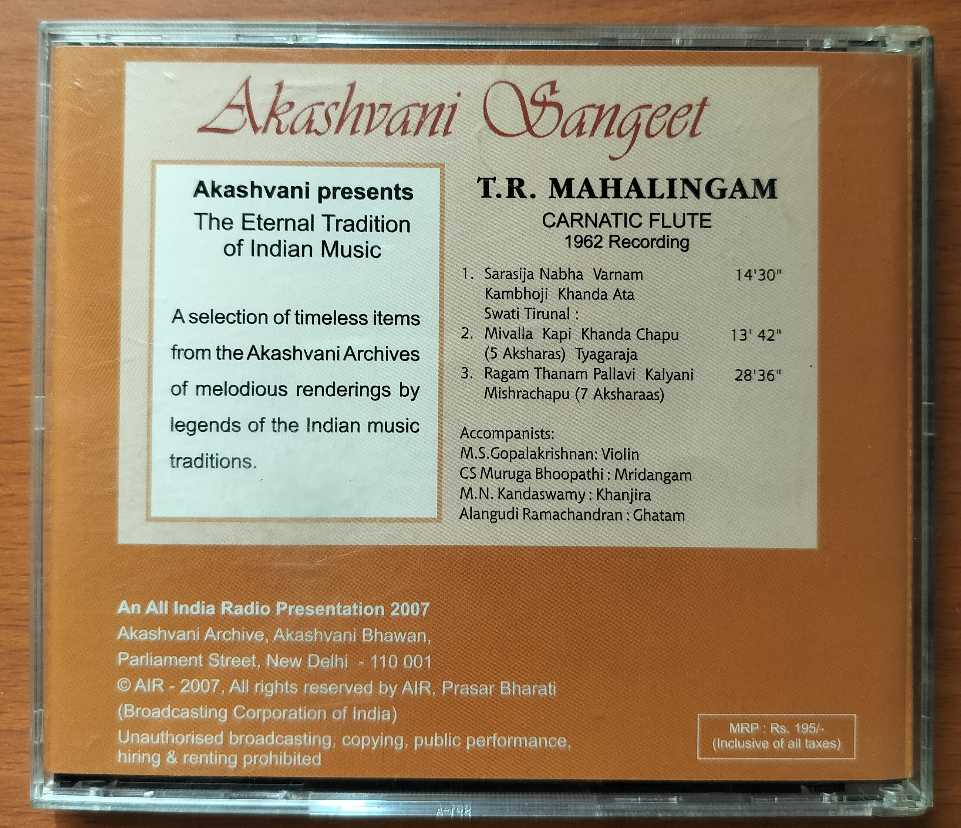 Akashvani Sangeet
Akashvani presents
The Eternal Tradition
of Indian Music
A selection of timeless items
from the Akashvani Archives
of melodious renderings by
legends of the Indian music
traditions.
T.R. MAHALINGAM
CARNATIC FLUTE
1962 Recording
1. Sarasija Nabha Varnam 14'30"
Kambhoji Khanda Ata
Swati Tirunal :
2. Mivalla Kapi Khanda Chapu 13' 42"
(5 Aksharas) Tyagaraja
3. Ragam Thanam Pallavi Kalyani 28'36"
Mishrachapu (7 Aksharaas)
Accompanists:
M.S.Gopalakrishnan: Violin
CS Muruga Bhoopathi : Mridangam
M.N. Kandaswamy : Khanjira
Alangudi Ramachandran : Ghatam
An All India Radio Presentation 2007
Akashvani Archive, Akashvani Bhawan,
Parliament Street, New Delhi - 110 001
© AIR - 2007, All rights reserved by AIR, Prasar Bharati
(Broadcasting Corporation of India)
Unauthorised broadcasting, copying, public performance,
hiring & renting prohibited
MRP : Rs. 195/-
(Inclusive of all taxes)